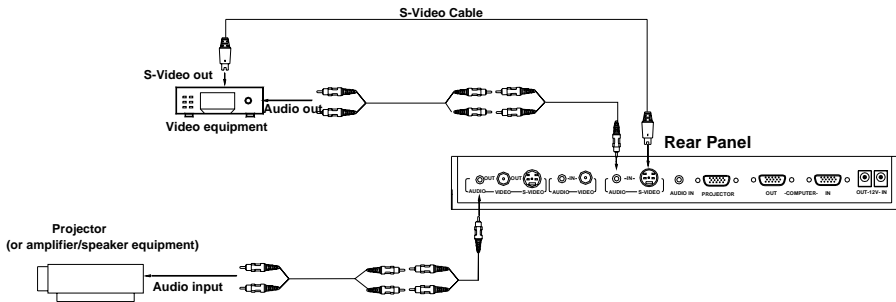 S-Video Cable
S-Video out
Audio out
Video equipment
Rear Panel
OUT OUT -IN- -IN-
AUDIO VIDEO S-VIDEO AUDIO VIDEO AUDIO S-VIDEO AUDIO IN PROJECTOR OUT -COMPUTER- IN OUT-12V-IN
Projector
(or amplifier/speaker equipment)
Audio input